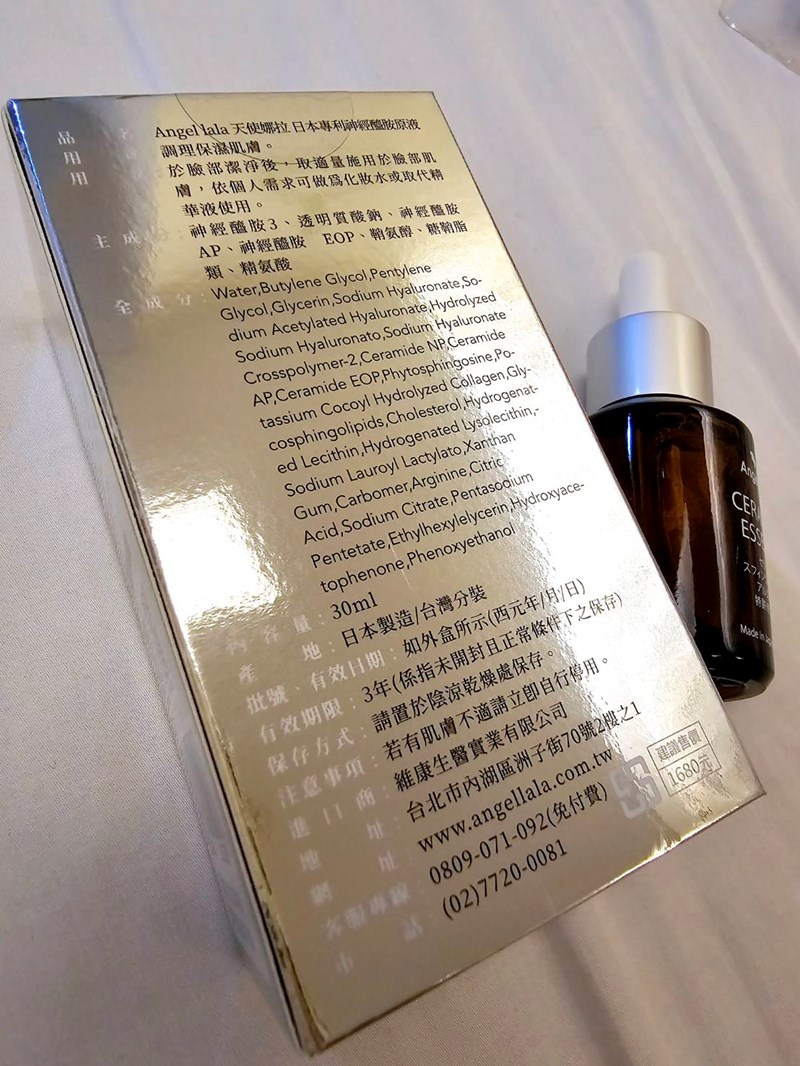 品 名 Angel lala 天使娜拉 日本專利神經醯胺原液
用 調理保濕肌膚。
用 於臉部潔淨後，取適量施用於臉部肌
膚，依個人需求可做為化妝水或取代精
華液使用。
主成 神經醯胺3、透明質酸鈉、神經醯胺
AP、神經醯胺 EOP、鞘氨醇、糖鞘脂
類、精氨酸
全成分：Water,Butylene Glycol,Pentylene
Glycol,Glycerin,Sodium Hyaluronate,So-
dium Acetylated Hyaluronate,Hydrolyzed
Sodium Hyaluronato,Sodium Hyaluronate
Crosspolymer-2,Ceramide NP,Ceramide
AP,Ceramide EOP,Phytosphingosine,Po-
tassium Cocoyl Hydrolyzed Collagen,Gly-
cosphingolipids,Cholesterol,Hydrogenat-
ed Lecithin,Hydrogenated Lysolecithin,-
Sodium Lauroyl Lactylato,Xanthan
Gum,Carbomer,Arginine,Citric
Acid,Sodium Citrate,Pentasodium
Pentetate,Ethylhexylelycerin,Hydroxyace-
tophenone,Phenoxyethanol
內容量：30ml
產 地：日本製造/台灣分裝
批號、有效日期：如外盒所示(西元年/月/日)
有效期限：3年(係指未開封且正常條件下之保存)
保存方式：請置於陰涼乾燥處保存。
注意事項：若有肌膚不適請立即自行停用。
進口商：維康生醫實業有限公司
地 址：台北市內湖區洲子街70號2樓之1
網 址：www.angellala.com.tw
客服專線：0809-071-092(免付費)
市 話：(02)7720-0081
建議售價
1680元
Made in